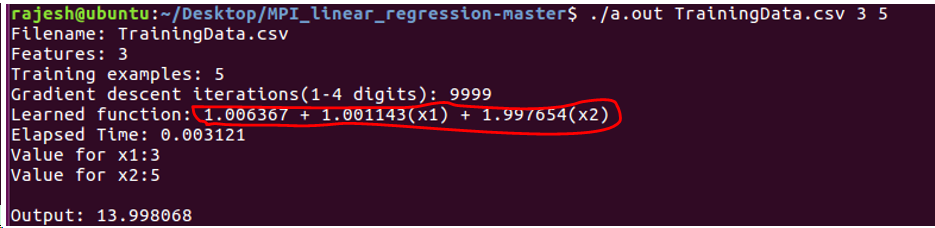 rajesh@ubuntu:~/Desktop/MPI_linear_regression-master$ ./a.out TrainingData.csv 3 5
Filename: TrainingData.csv
Features: 3
Training examples: 5
Gradient descent iterations(1-4 digits): 9999
Learned function: 1.006367 + 1.001143(x1) + 1.997654(x2)
Elapsed Time: 0.003121
Value for x1:3
Value for x2:5
Output: 13.998068